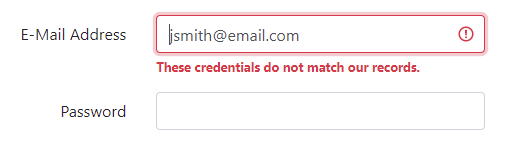 E-Mail Address
jsmith@email.com
These credentials do not match our records.
Password